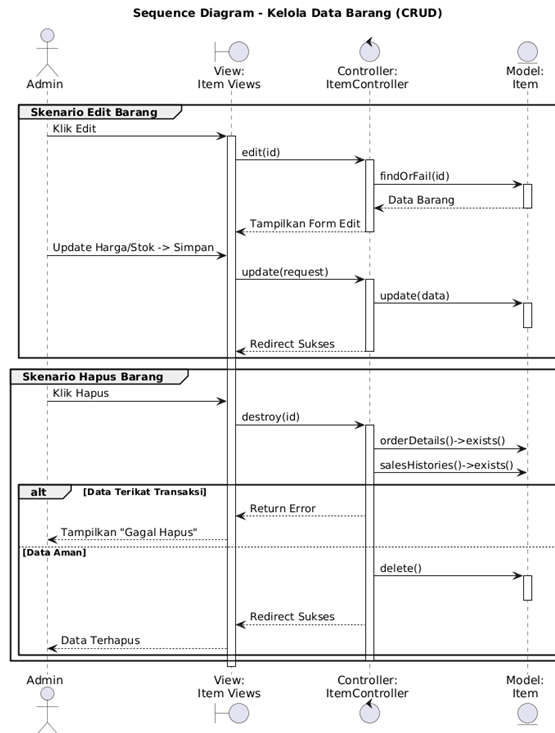 Sequence Diagram - Kelola Data Barang (CRUD)
Admin
View:
Item Views
Controller:
ItemController
Model:
Item
Skenario Edit Barang
Klik Edit
edit(id)
findOrFail(id)
Data Barang
Tampilkan Form Edit
Update Harga/Stok -> Simpan
update(request)
update(data)
Redirect Sukses
Skenario Hapus Barang
Klik Hapus
destroy(id)
orderDetails()->exists()
salesHistories()->exists()
alt [Data Terikat Transaksi]
Return Error
Tampilkan "Gagal Hapus"
[Data Aman]
delete()
Redirect Sukses
Data Terhapus
Admin
View:
Item Views
Controller:
ItemController
Model:
Item